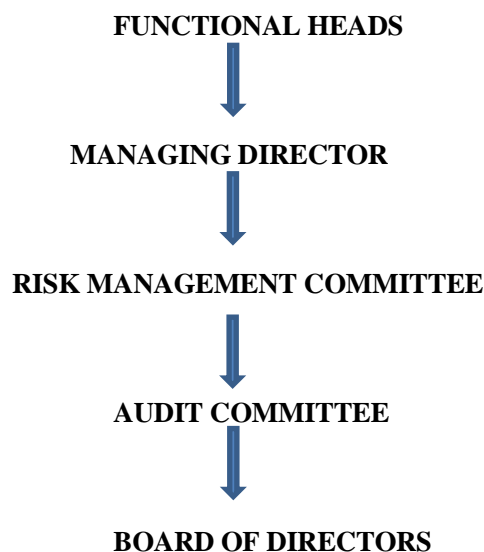 FUNCTIONAL HEADS
MANAGING DIRECTOR
RISK MANAGEMENT COMMITTEE
AUDIT COMMITTEE
BOARD OF DIRECTORS